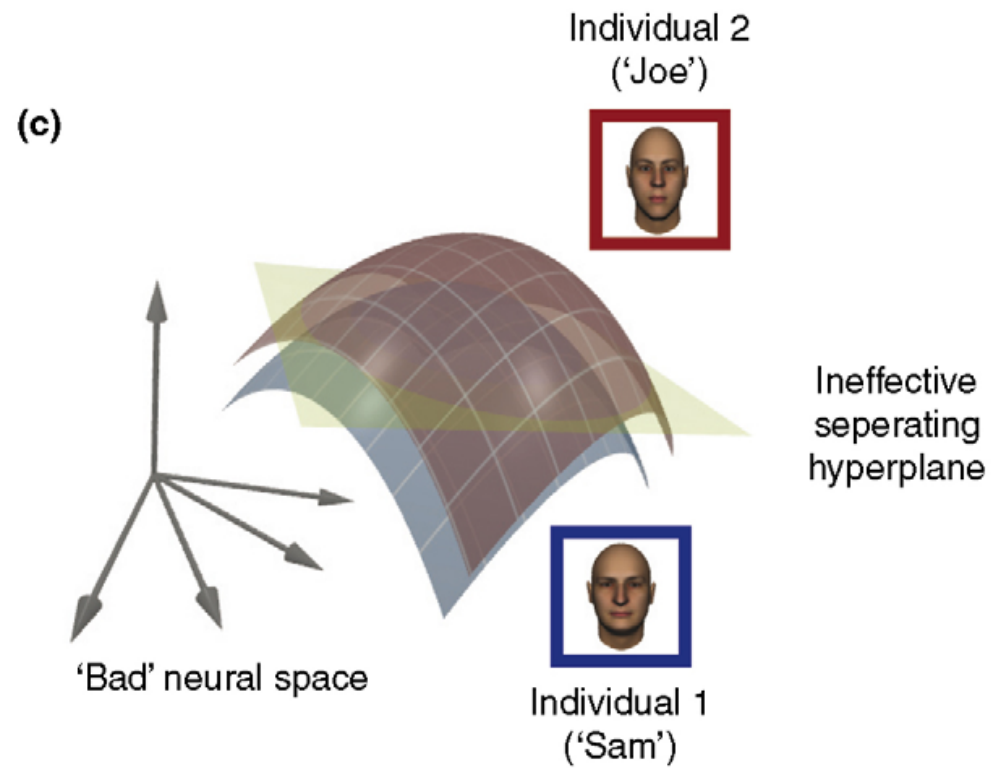 Individual 2
(‘Joe’)
(c)
Ineffective
seperating
hyperplane
‘Bad’ neural space
Individual 1
(‘Sam’)